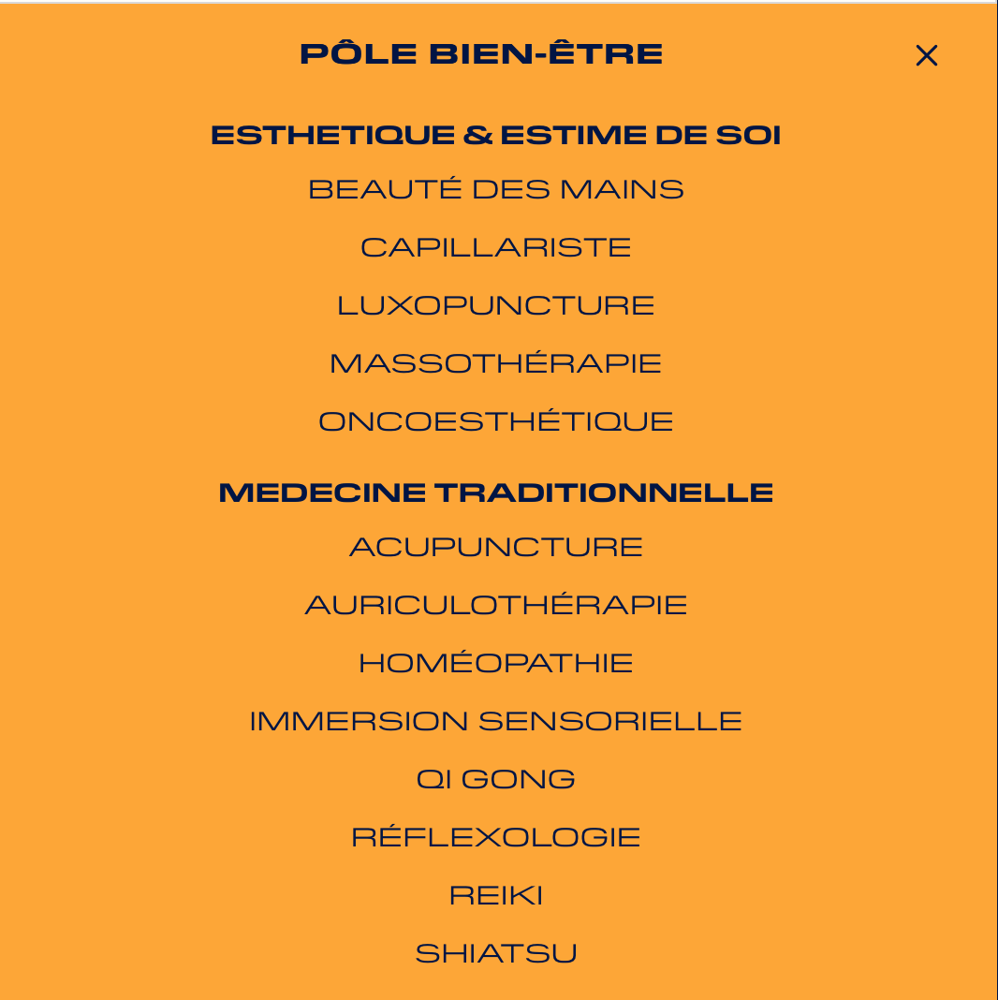 PÔLE BIEN-ÊTRE
ESTHETIQUE & ESTIME DE SOI
BEAUTÉ DES MAINS
CAPILLARISTE
LUXOPUNCTURE
MASSOTHÉRAPIE
ONCOESTHÉTIQUE
MEDECINE TRADITIONNELLE
ACUPUNCTURE
AURICULOTHÉRAPIE
HOMÉOPATHIE
IMMERSION SENSORIELLE
QI GONG
RÉFLEXOLOGIE
REIKI
SHIATSU